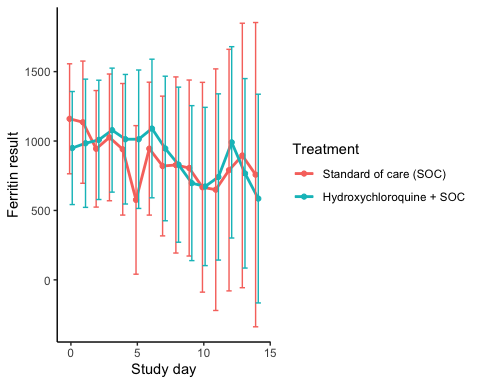 Ferritin result
1500
1000
500
0
0
5
10
15
Study day
Treatment
Standard of care (SOC)
Hydroxychloroquine + SOC